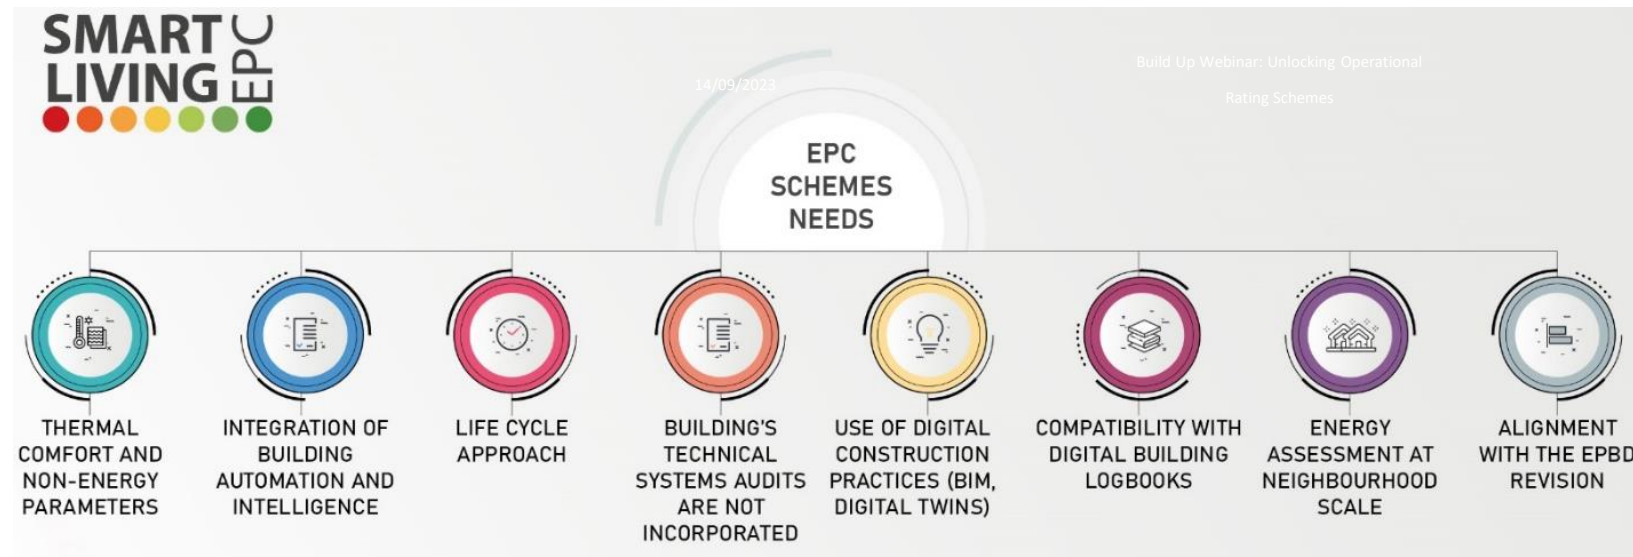 SMART
LIVING
EPC
14/09/2023
Build Up Webinar: Unlocking Operational
Rating Schemes
EPC
SCHEMES
NEEDS
THERMAL
COMFORT AND
NON-ENERGY
PARAMETERS
INTEGRATION OF
BUILDING
AUTOMATION AND
INTELLIGENCE
LIFE CYCLE
APPROACH
BUILDING'S
TECHNICAL
SYSTEMS AUDITS
ARE NOT
INCORPORATED
USE OF DIGITAL
CONSTRUCTION
PRACTICES (BIM,
DIGITAL TWINS)
COMPATIBILITY WITH
DIGITAL BUILDING
LOGBOOKS
ENERGY
ASSESSMENT AT
NEIGHBOURHOOD
SCALE
ALIGNMENT
WITH THE EPBD
REVISION